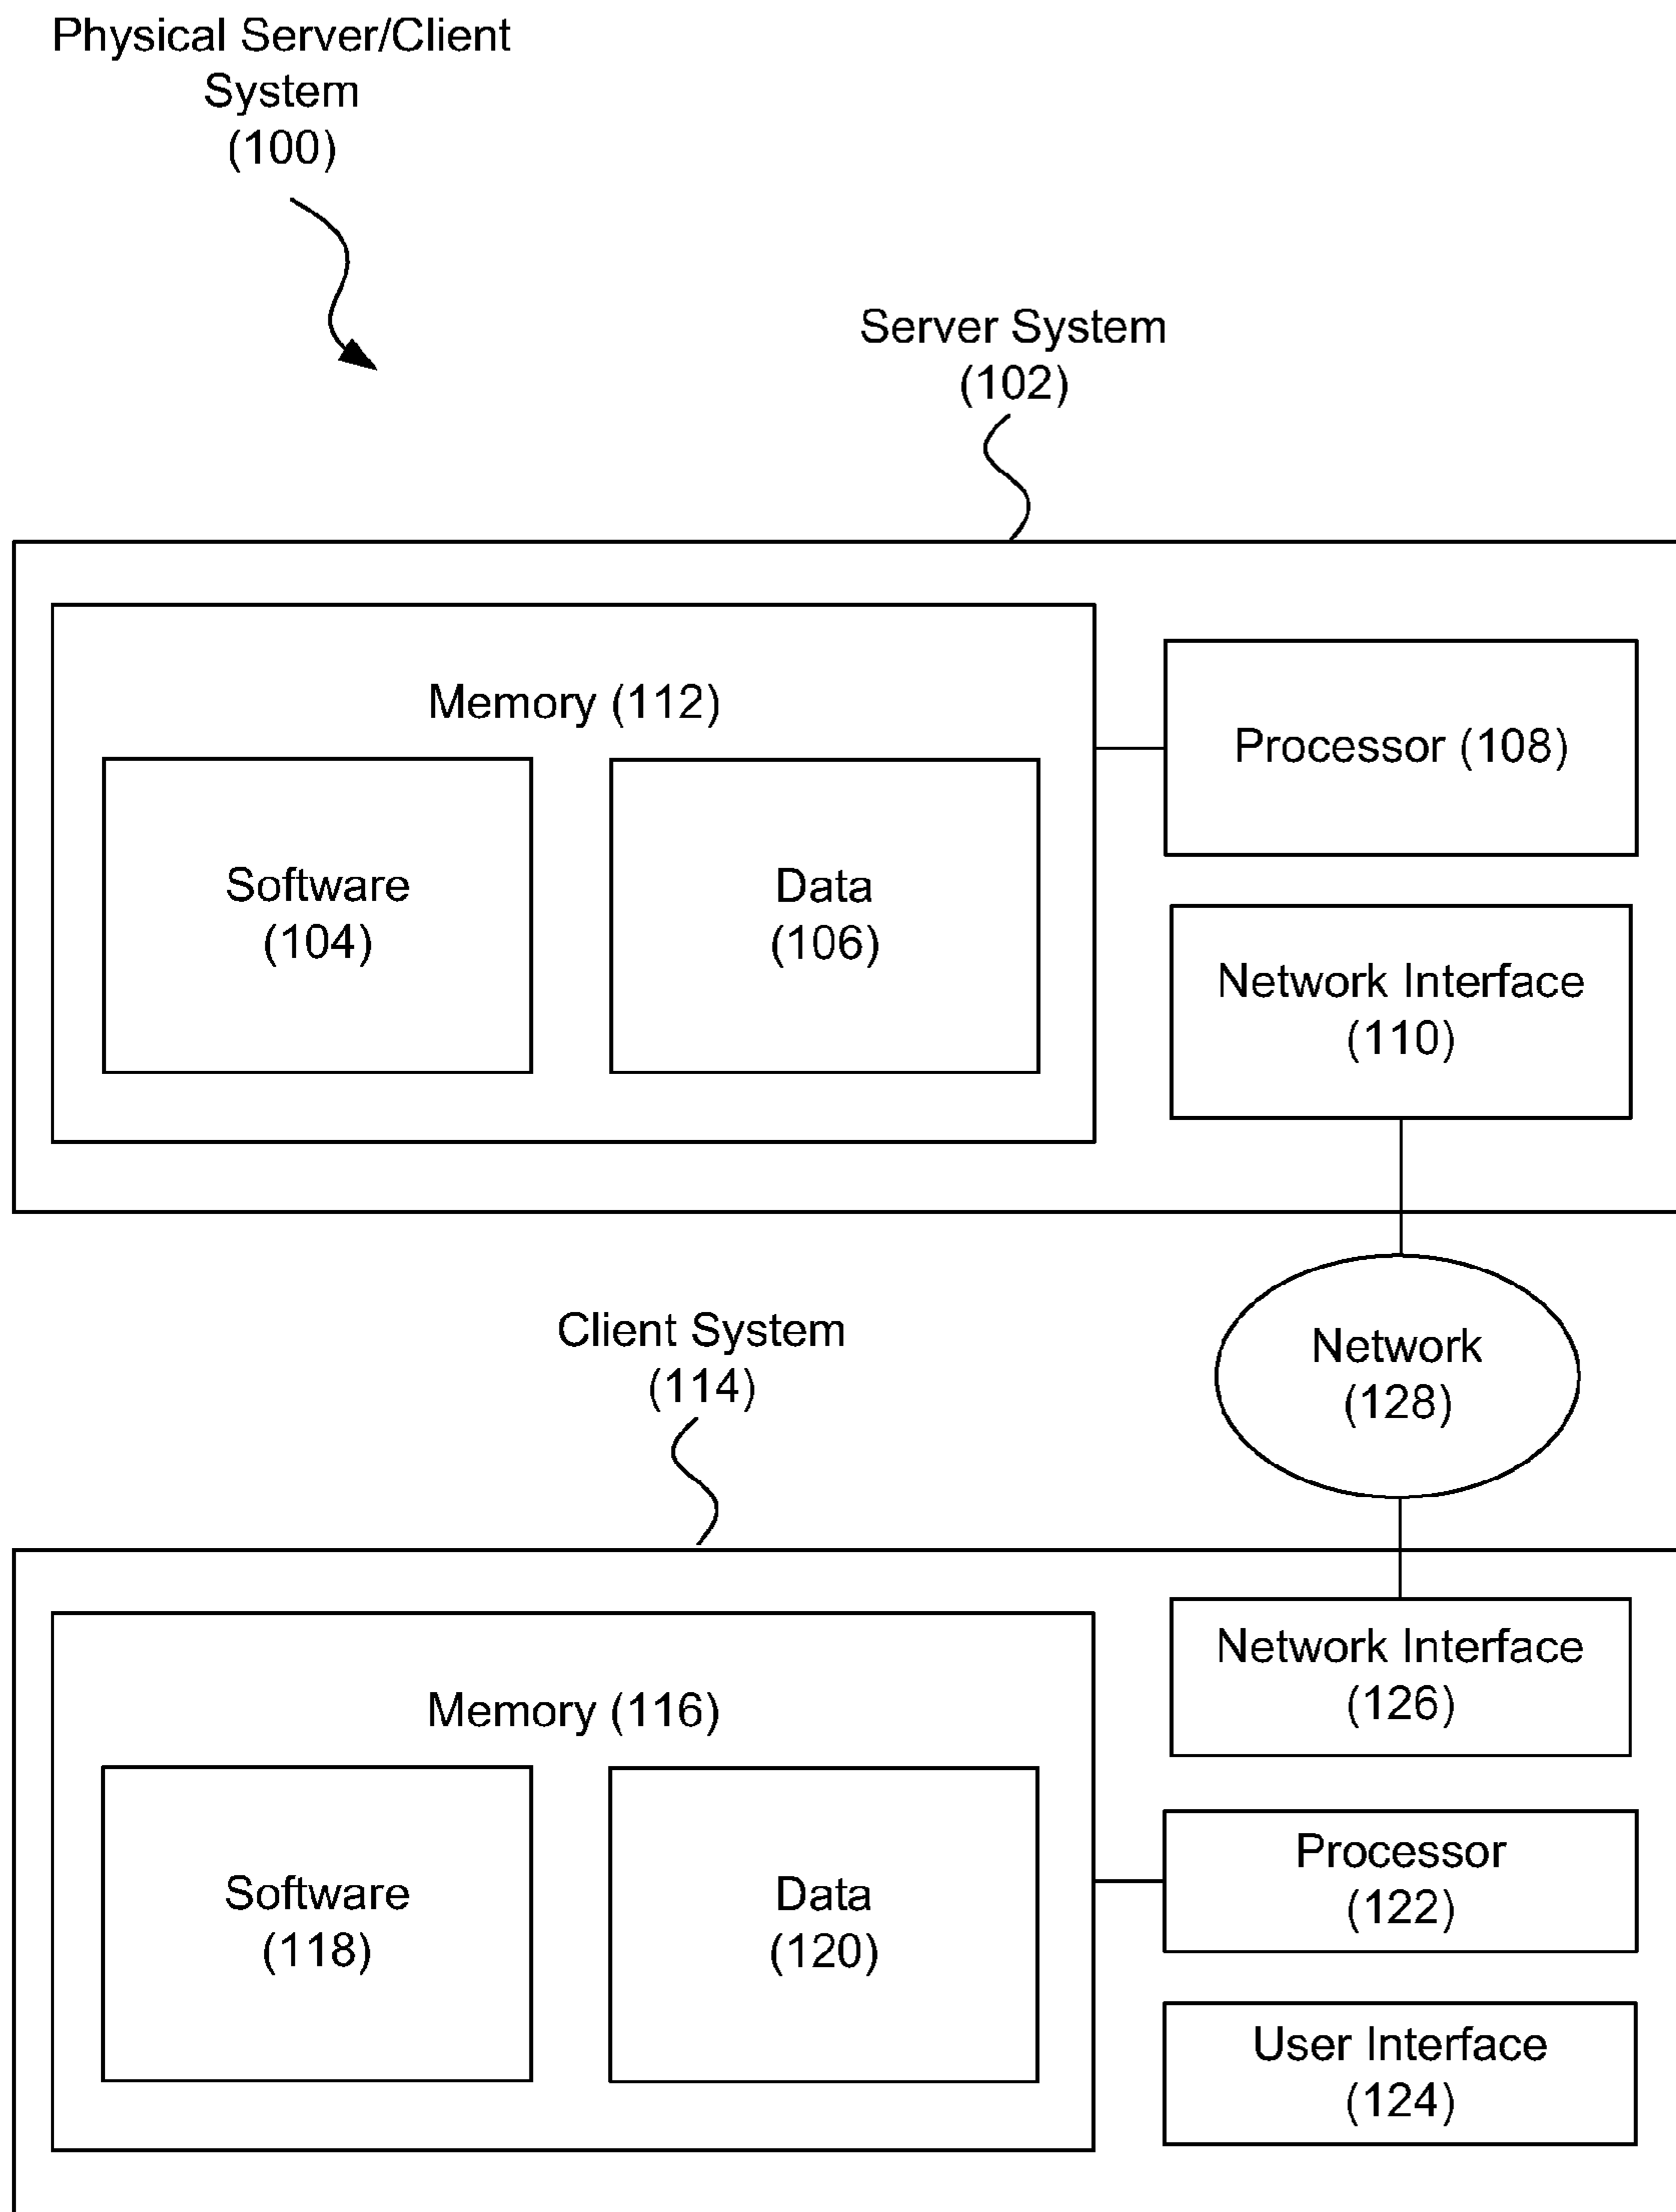 Physical Server/Client
System
(100)
Server System
(102)
Memory (112)
Software
(104)
Data
(106)
Processor (108)
Network Interface
(110)
Network
(128)
Client System
(114)
Memory (116)
Software
(118)
Data
(120)
Network Interface
(126)
Processor
(122)
User Interface
(124)